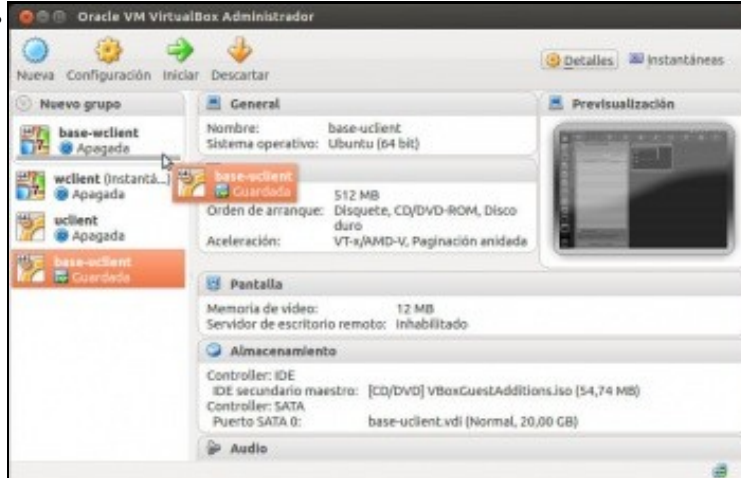 Oracle VM VirtualBox Administrador
Nueva Configuración Iniciar Descartar
Detalles Instantáneas
Nuevo grupo
base-wclient
Apagada
wclient (Instantá...)
Apagada
uclient
Apagada
base-uclient
Guardada
base-uclient
Guardada
General
Nombre: base-uclient
Sistema operativo: Ubuntu (64 bit)
512 MB
Orden de arranque: Disquete, CD/DVD-ROM, Disco
duro
Aceleración: VT-x/AMD-V, Paginación anidada
Previsualización
Pantalla
Memoria de vídeo: 12 MB
Servidor de escritorio remoto: Inhabilitado
Almacenamiento
Controller: IDE
IDE secundario maestro: [CD/DVD] VBoxGuestAdditions.iso (54,74 MB)
Controller: SATA
Puerto SATA 0: base-uclient.vdi (Normal, 20,00 GB)
Audio